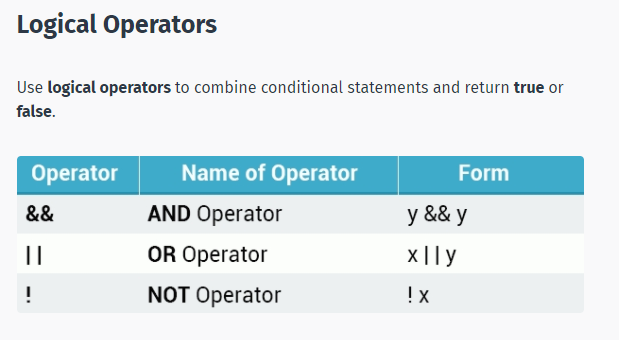 Logical Operators
Use logical operators to combine conditional statements and return true or
false.
Operator Name of Operator Form
&& AND Operator y && y
|| OR Operator x || y
! NOT Operator ! x